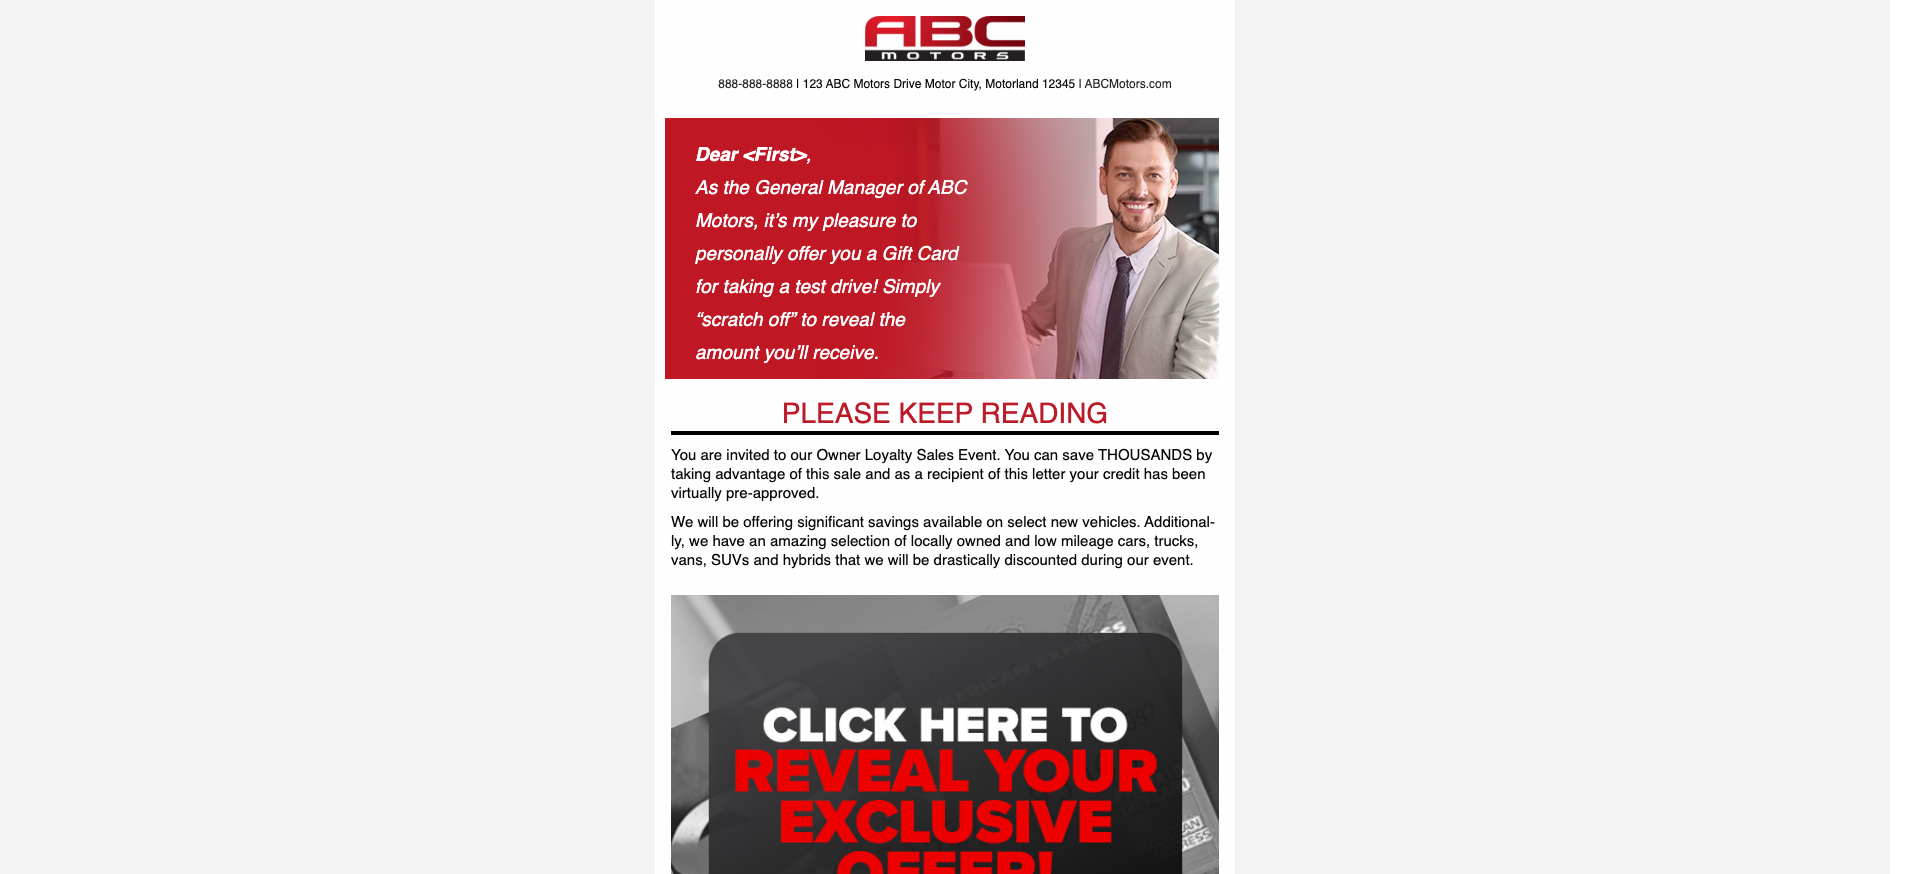 ABC
MOTORS
888-888-8888 | 123 ABC Motors Drive Motor City, Motorland 12345 | ABCMotors.com
Dear <First>,
As the General Manager of ABC
Motors, it’s my pleasure to
personally offer you a Gift Card
for taking a test drive! Simply
“scratch off” to reveal the
amount you’ll receive.
PLEASE KEEP READING
You are invited to our Owner Loyalty Sales Event. You can save THOUSANDS by
taking advantage of this sale and as a recipient of this letter your credit has been
virtually pre-approved.
We will be offering significant savings available on select new vehicles. Additional-
ly, we have an amazing selection of locally owned and low mileage cars, trucks,
vans, SUVs and hybrids that we will be drastically discounted during our event.
AMERICAN EXPRESS
CLICK HERE TO
REVEAL YOUR
EXCLUSIVE
OFFER!